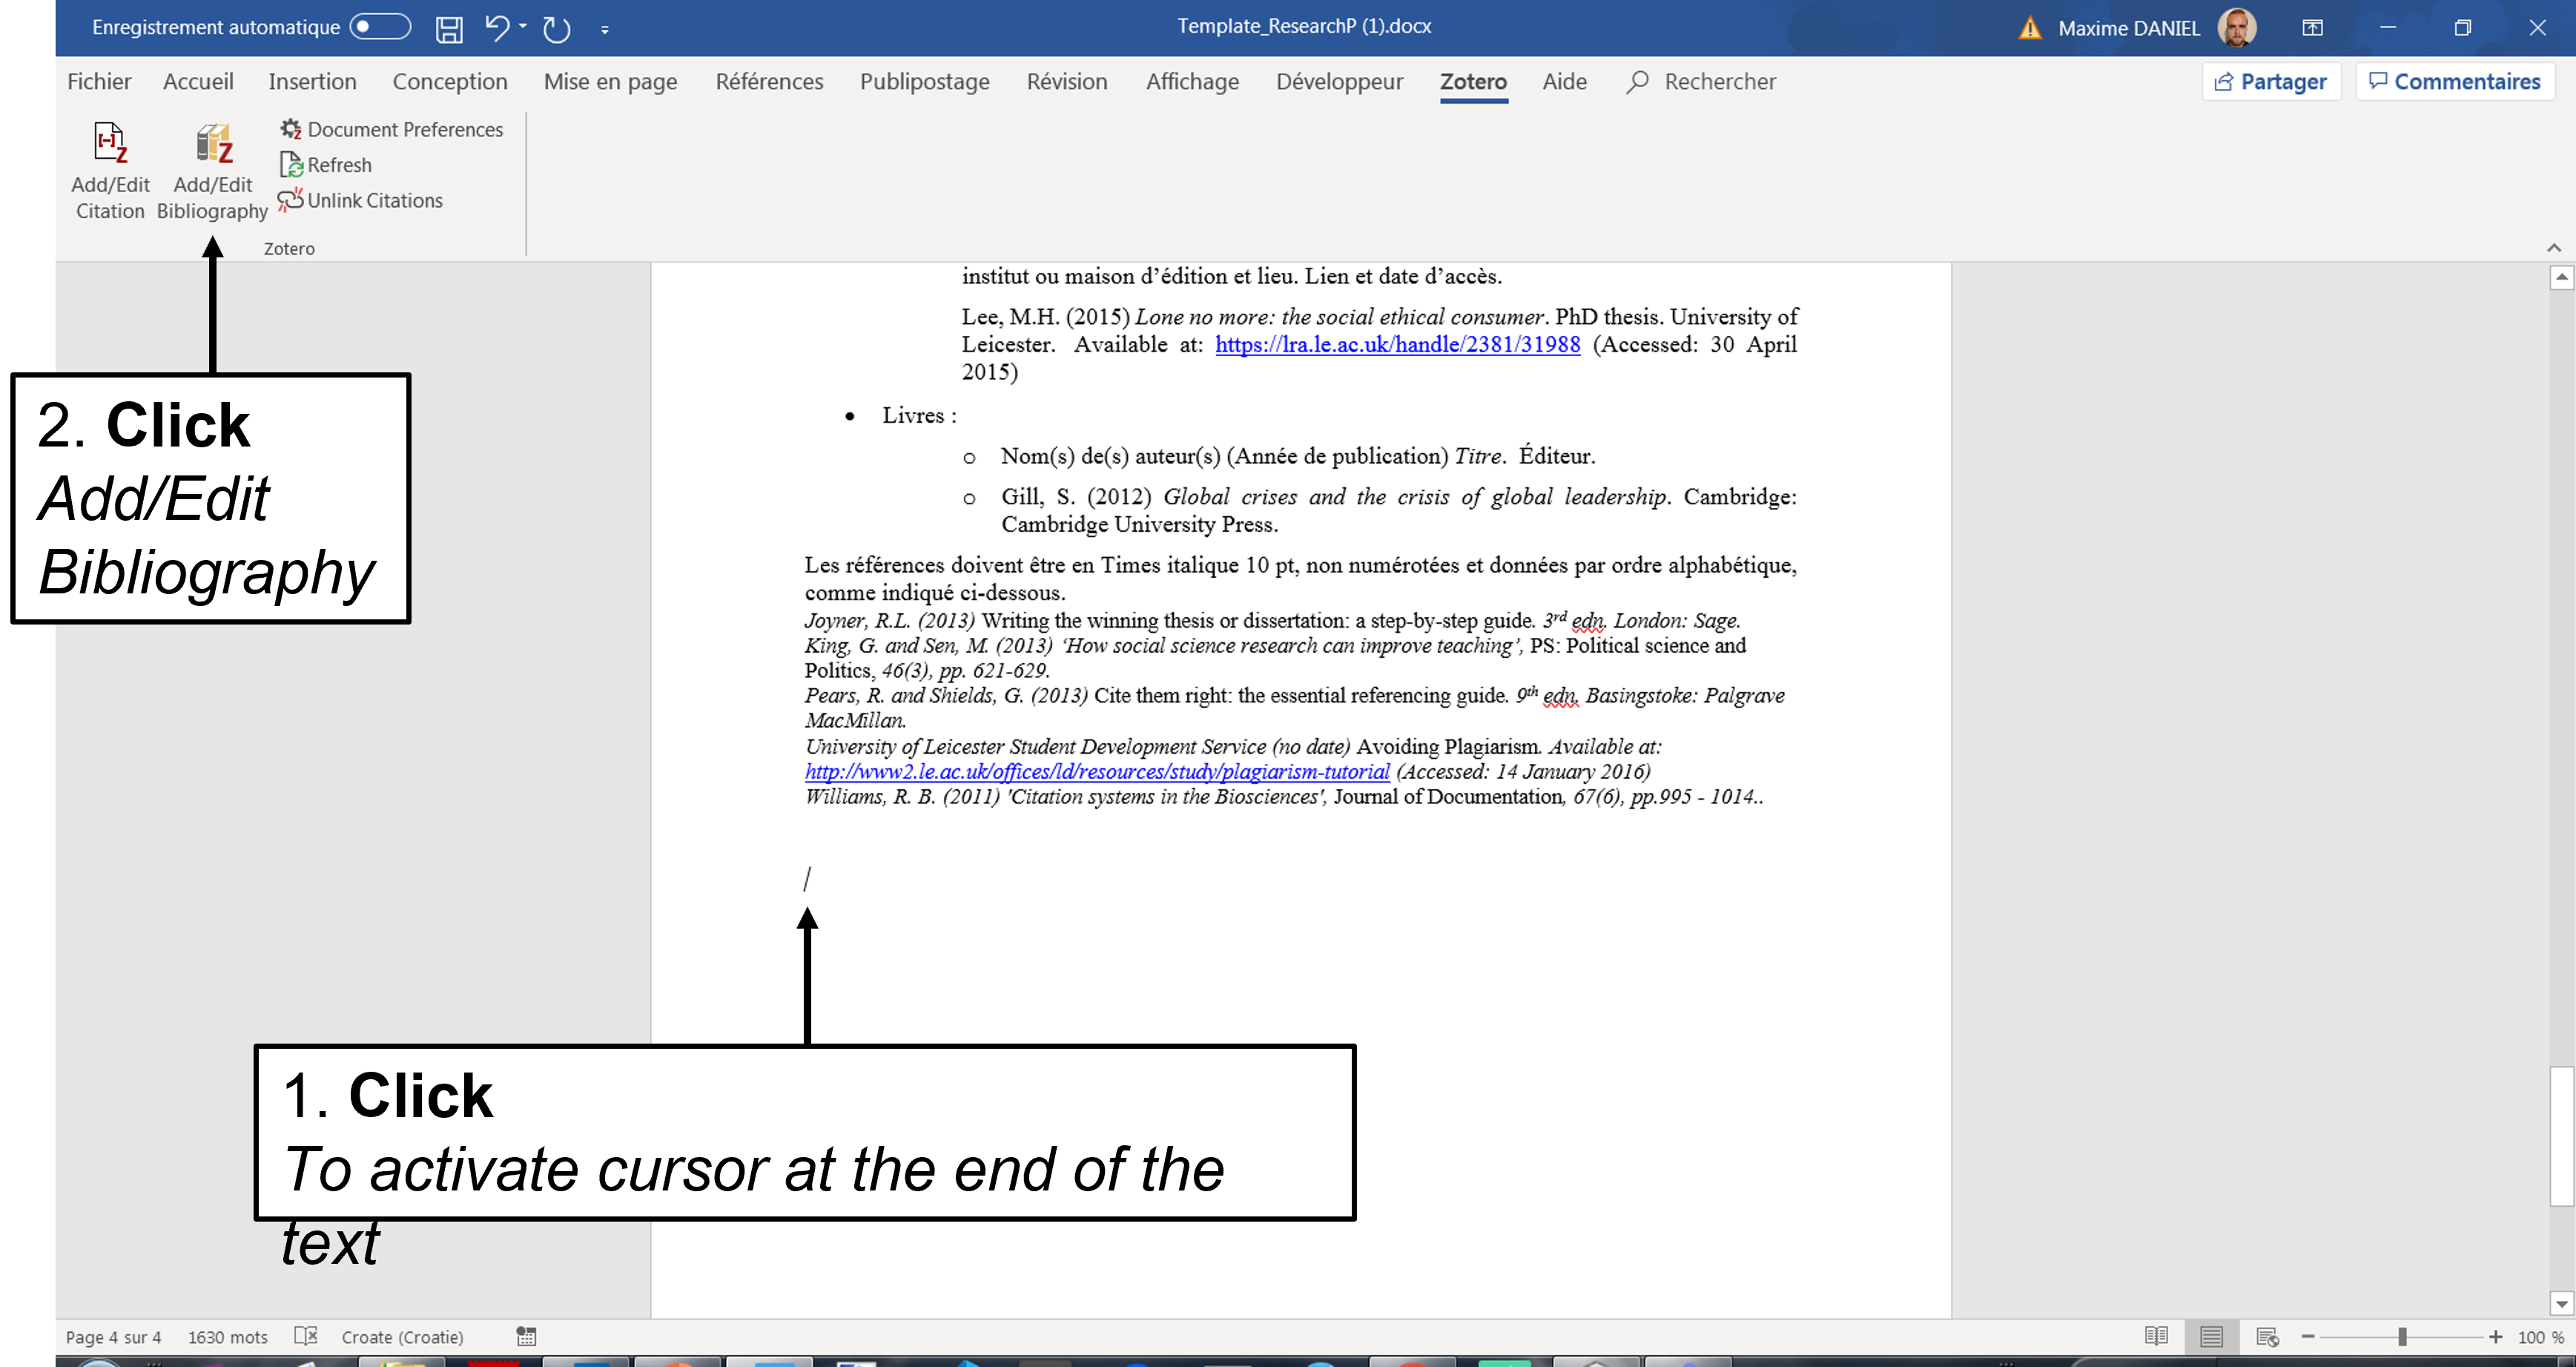 Enregistrement automatique
Template_ResearchP (1).docx
Maxime DANIEL
Fichier Accueil Insertion Conception Mise en page Références Publipostage Révision Affichage Développeur Zotero Aide Rechercher
Partager Commentaires
Add/Edit Citation
Add/Edit Bibliography
Document Preferences
Refresh
Unlink Citations
Zotero
institut ou maison d’édition et lieu. Lien et date d’accès.
Lee, M.H. (2015) Lone no more: the social ethical consumer. PhD thesis. University of
Leicester. Available at: https://lra.le.ac.uk/handle/2381/31988 (Accessed: 30 April
2015)
• Livres :
o Nom(s) de(s) auteur(s) (Année de publication) Titre. Éditeur.
o Gill, S. (2012) Global crises and the crisis of global leadership. Cambridge:
Cambridge University Press.
Les références doivent être en Times italique 10 pt, non numérotées et données par ordre alphabétique,
comme indiqué ci-dessous.
Joyner, R.L. (2013) Writing the winning thesis or dissertation: a step-by-step guide. 3rd edn. London: Sage.
King, G. and Sen, M. (2013) ‘How social science research can improve teaching’, PS: Political science and
Politics, 46(3), pp. 621-629.
Pears, R. and Shields, G. (2013) Cite them right: the essential referencing guide. 9th edn, Basingstoke: Palgrave
MacMillan.
University of Leicester Student Development Service (no date) Avoiding Plagiarism. Available at:
http://www2.le.ac.uk/offices/ld/resources/study/plagiarism-tutorial (Accessed: 14 January 2016)
Williams, R. B. (2011) 'Citation systems in the Biosciences', Journal of Documentation, 67(6), pp.995 - 1014..
2. Click
Add/Edit
Bibliography
1. Click
To activate cursor at the end of the
text
Page 4 sur 4 1630 mots Croate (Croatie) 100 %